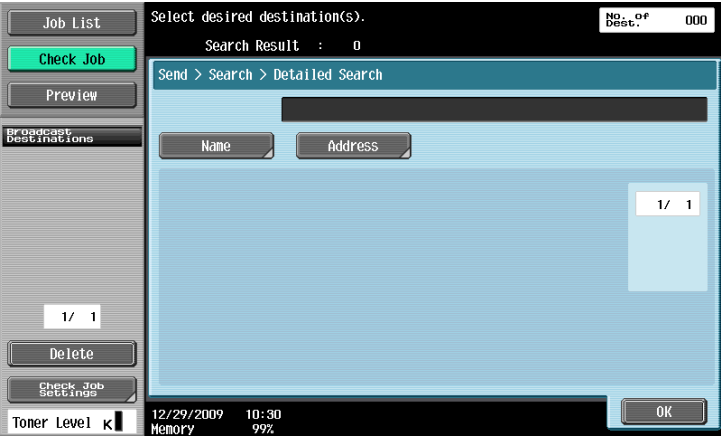 Job List
Check Job
Preview
Broadcast
Destinations
1/ 1
Delete
Check Job
Settings
Toner Level K
Select desired destination(s).
Search Result : 0
No. of
Dest. 000
Send > Search > Detailed Search
Name
Address
1/ 1
OK
12/29/2009 10:30
Memory 99%